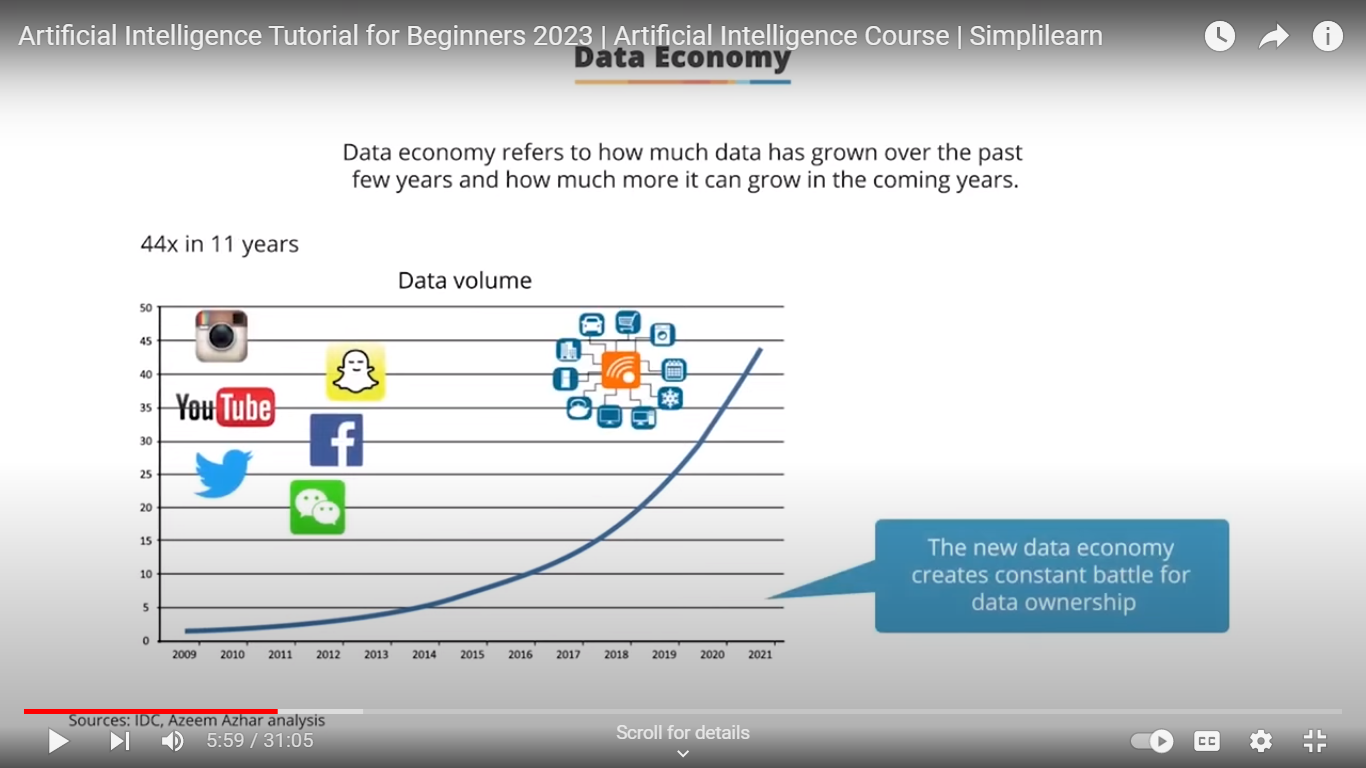 Artificial Intelligence Tutorial for Beginners 2023 | Artificial Intelligence Course | Simplilearn
Data Economy
Data economy refers to how much data has grown over the past
few years and how much more it can grow in the coming years.
44x in 11 years
Data volume
50
45
40
35
30
25
20
15
10
5
0
YouTube
f
2009 2010 2011 2012 2013 2014 2015 2016 2017 2018 2019 2020 2021
The new data economy
creates constant battle for
data ownership
Sources: IDC, Azeem Azhar analysis
5:59 / 31:05
Scroll for details
CC